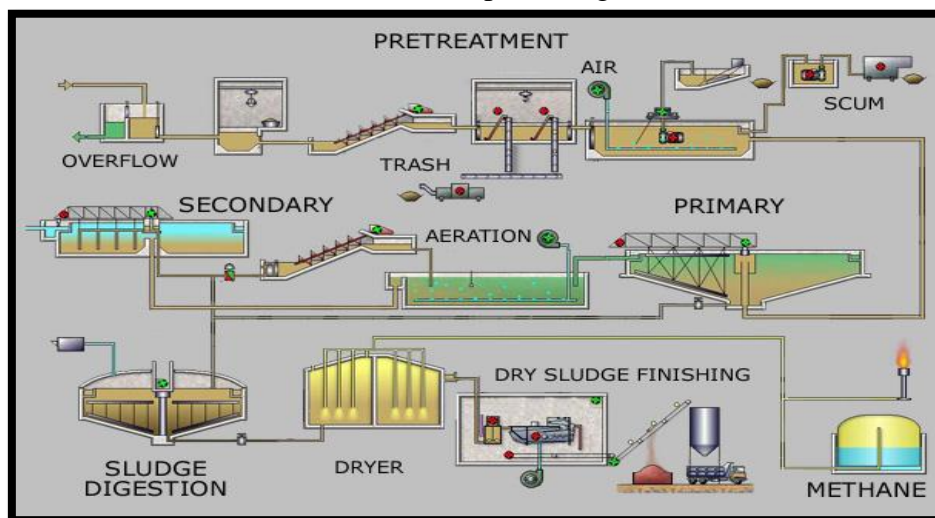 PRETREATMENT
AIR
SCUM
OVERFLOW
TRASH
SECONDARY
PRIMARY
AERATION
DRY SLUDGE FINISHING
SLUDGE
DIGESTION
DRYER
METHANE